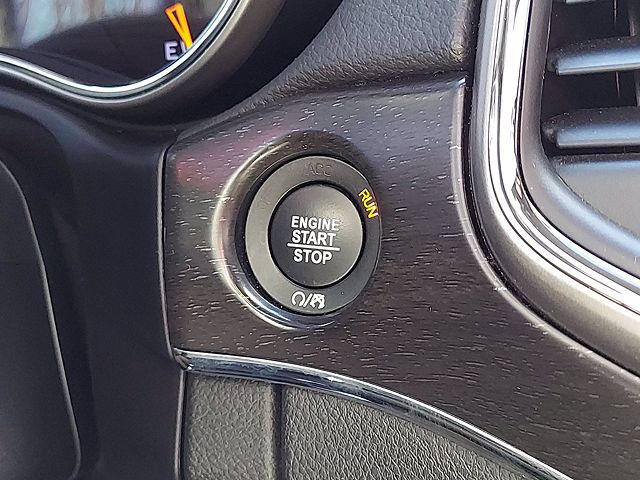 E
ACC
RUN
ENGINE
START
STOP